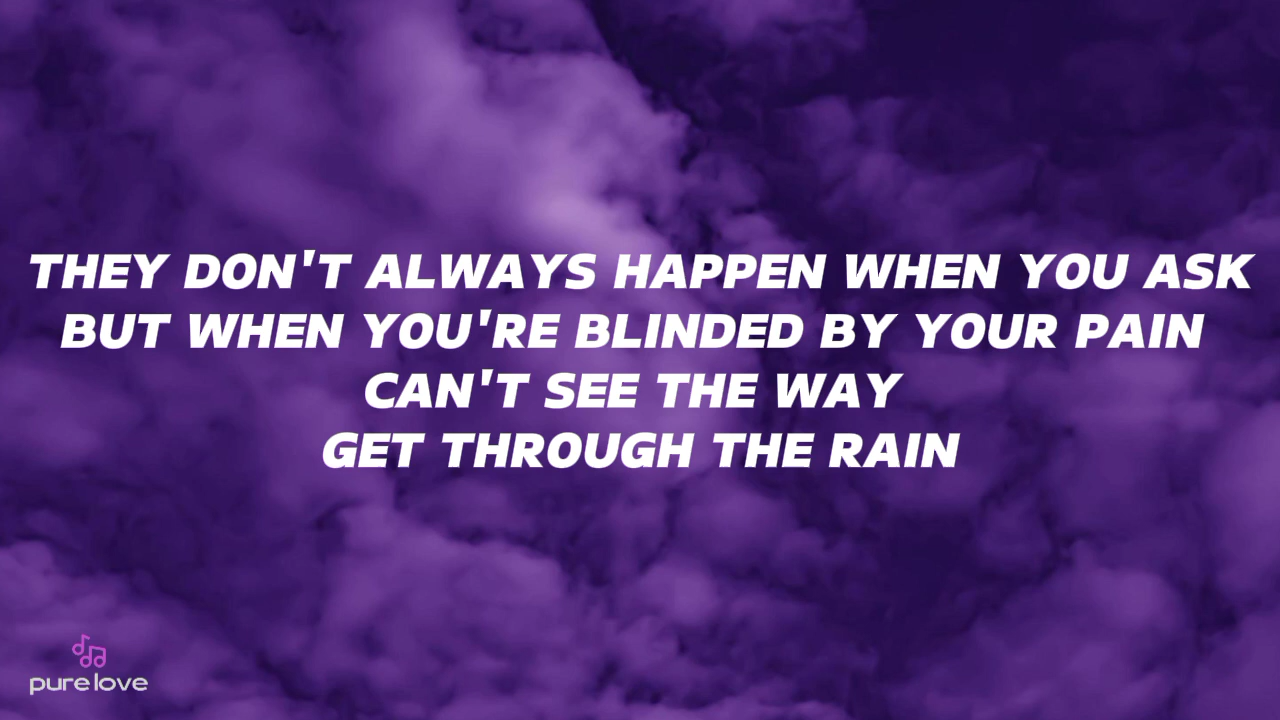 THEY DON'T ALWAYS HAPPEN WHEN YOU ASK
BUT WHEN YOU'RE BLINDED BY YOUR PAIN
CAN'T SEE THE WAY
GET THROUGH THE RAIN
pure love